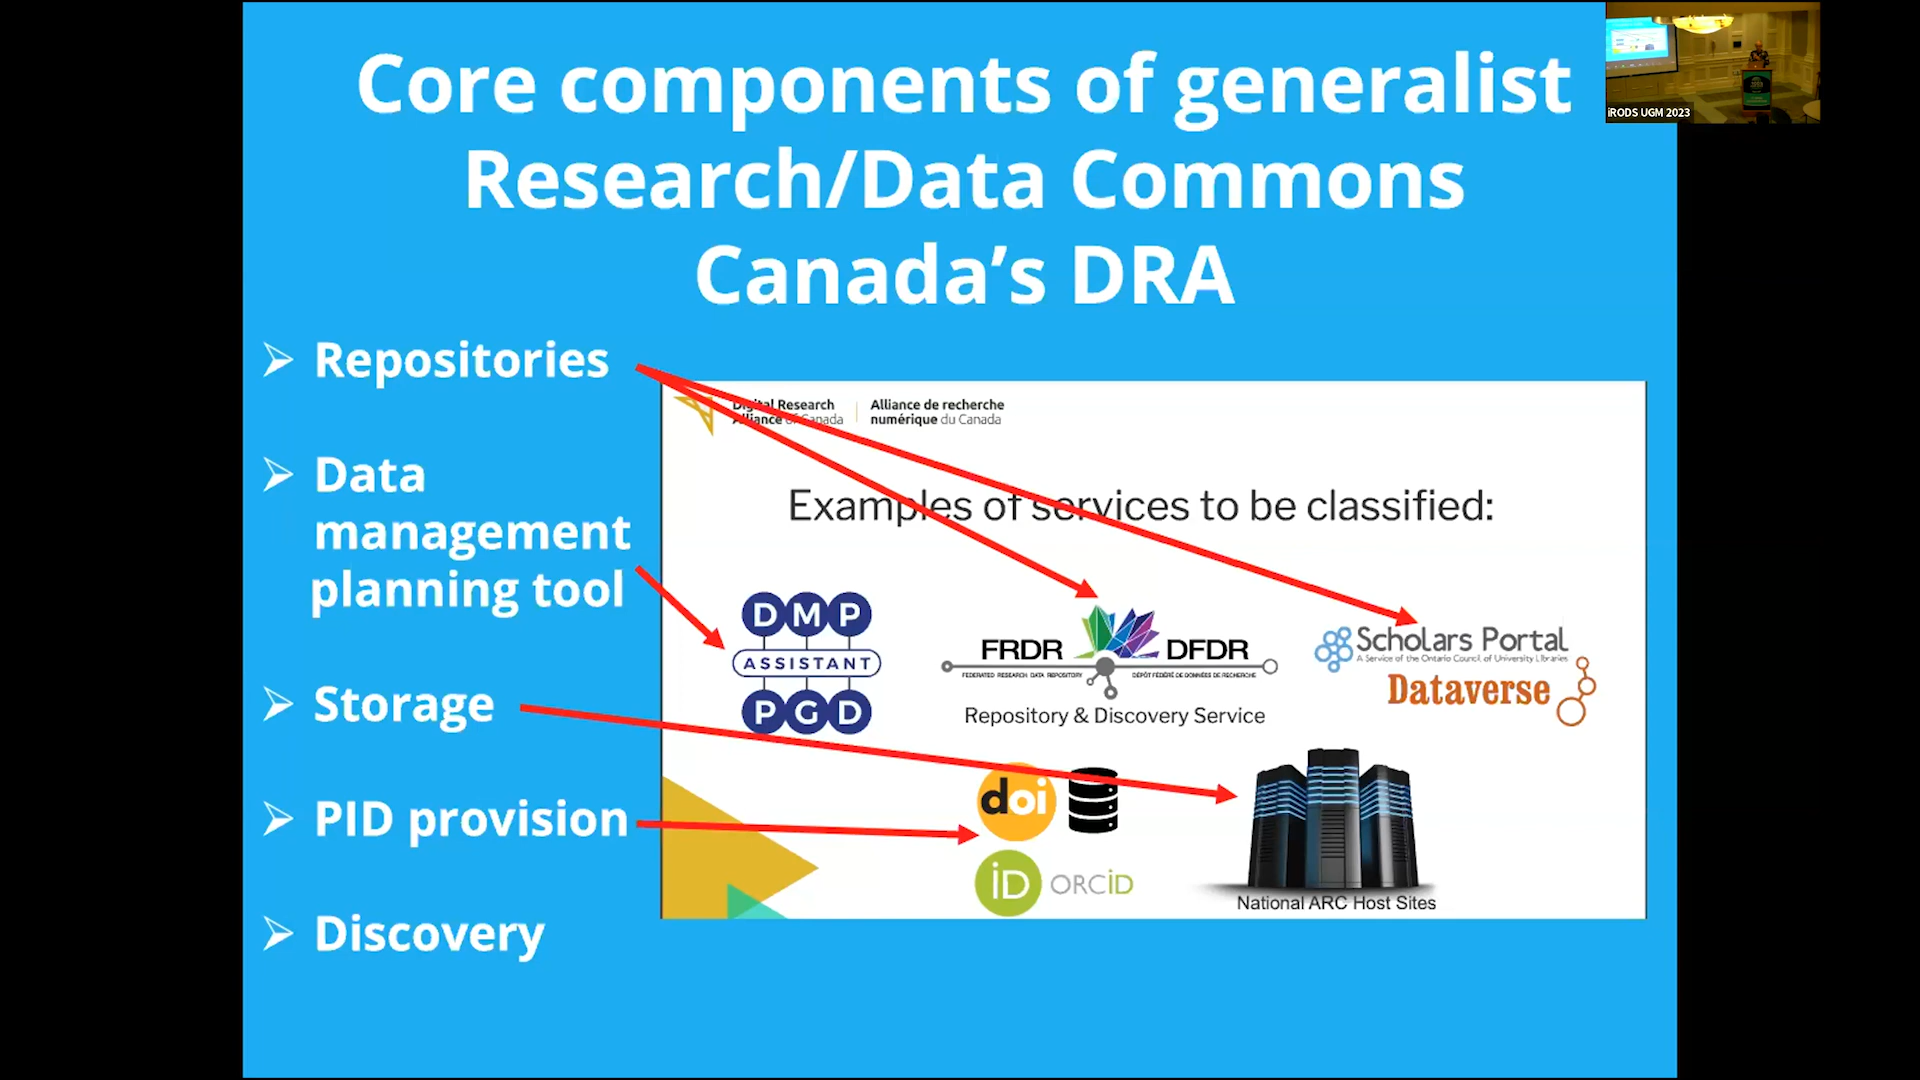 Core components of generalist
Research/Data Commons
Canada's DRA
iRODS UGM 2023
➢ Repositories
➢ Data
management
planning tool
➢ Storage
➢ PID provision
➢ Discovery
Digital Research
Alliance of Canada
Alliance de recherche
numérique du Canada
Examples of services to be classified:
DMP
ASSISTANT
PGD
FRDR DFDR
FEDERATED RESEARCH DATA REPOSITORY DÉPÔT FÉDÉRÉ DE DONNÉES DE RECHERCHE
Repository & Discovery Service
Scholars Portal
A Service of the Ontario Council of University Libraries
Dataverse
doi
iD ORCiD
National ARC Host Sites